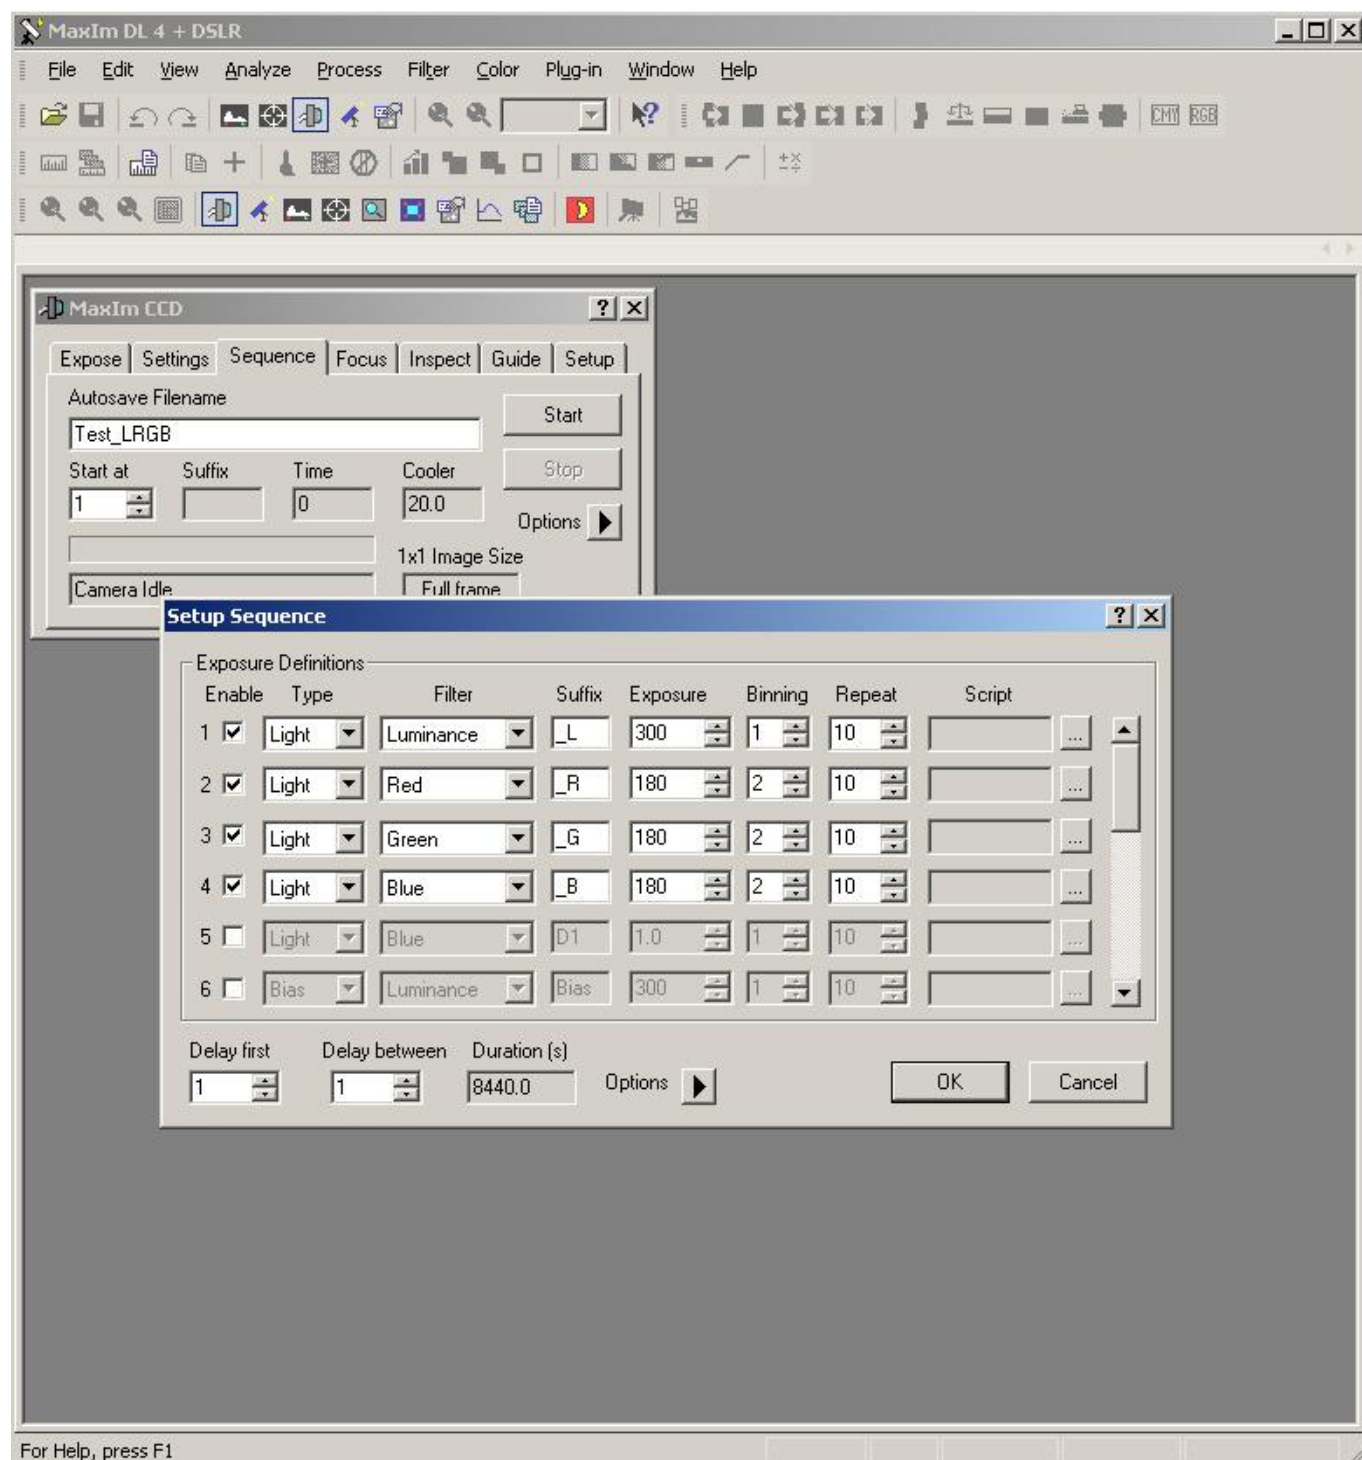 MaxIm DL 4 + DSLR
File Edit View Analyze Process Filter Color Plug-in Window Help
CMY RGB
MaxIm CCD
Expose Settings Sequence Focus Inspect Guide Setup
Autosave Filename
Start
Test_LRGB
Start at Suffix Time Cooler Stop
1 0 20.0
Options
1x1 Image Size
Camera Idle Full frame
Setup Sequence
Exposure Definitions
Enable Type Filter Suffix Exposure Binning Repeat Script
1 Light Luminance _L 300 1 10 ...
2 Light Red _R 180 2 10 ...
3 Light Green _G 180 2 10 ...
4 Light Blue _B 180 2 10 ...
5 Light Blue D1 1.0 1 10 ...
6 Bias Luminance Bias 300 1 10 ...
Delay first Delay between Duration (s)
1 1 8440.0 Options OK Cancel
For Help, press F1